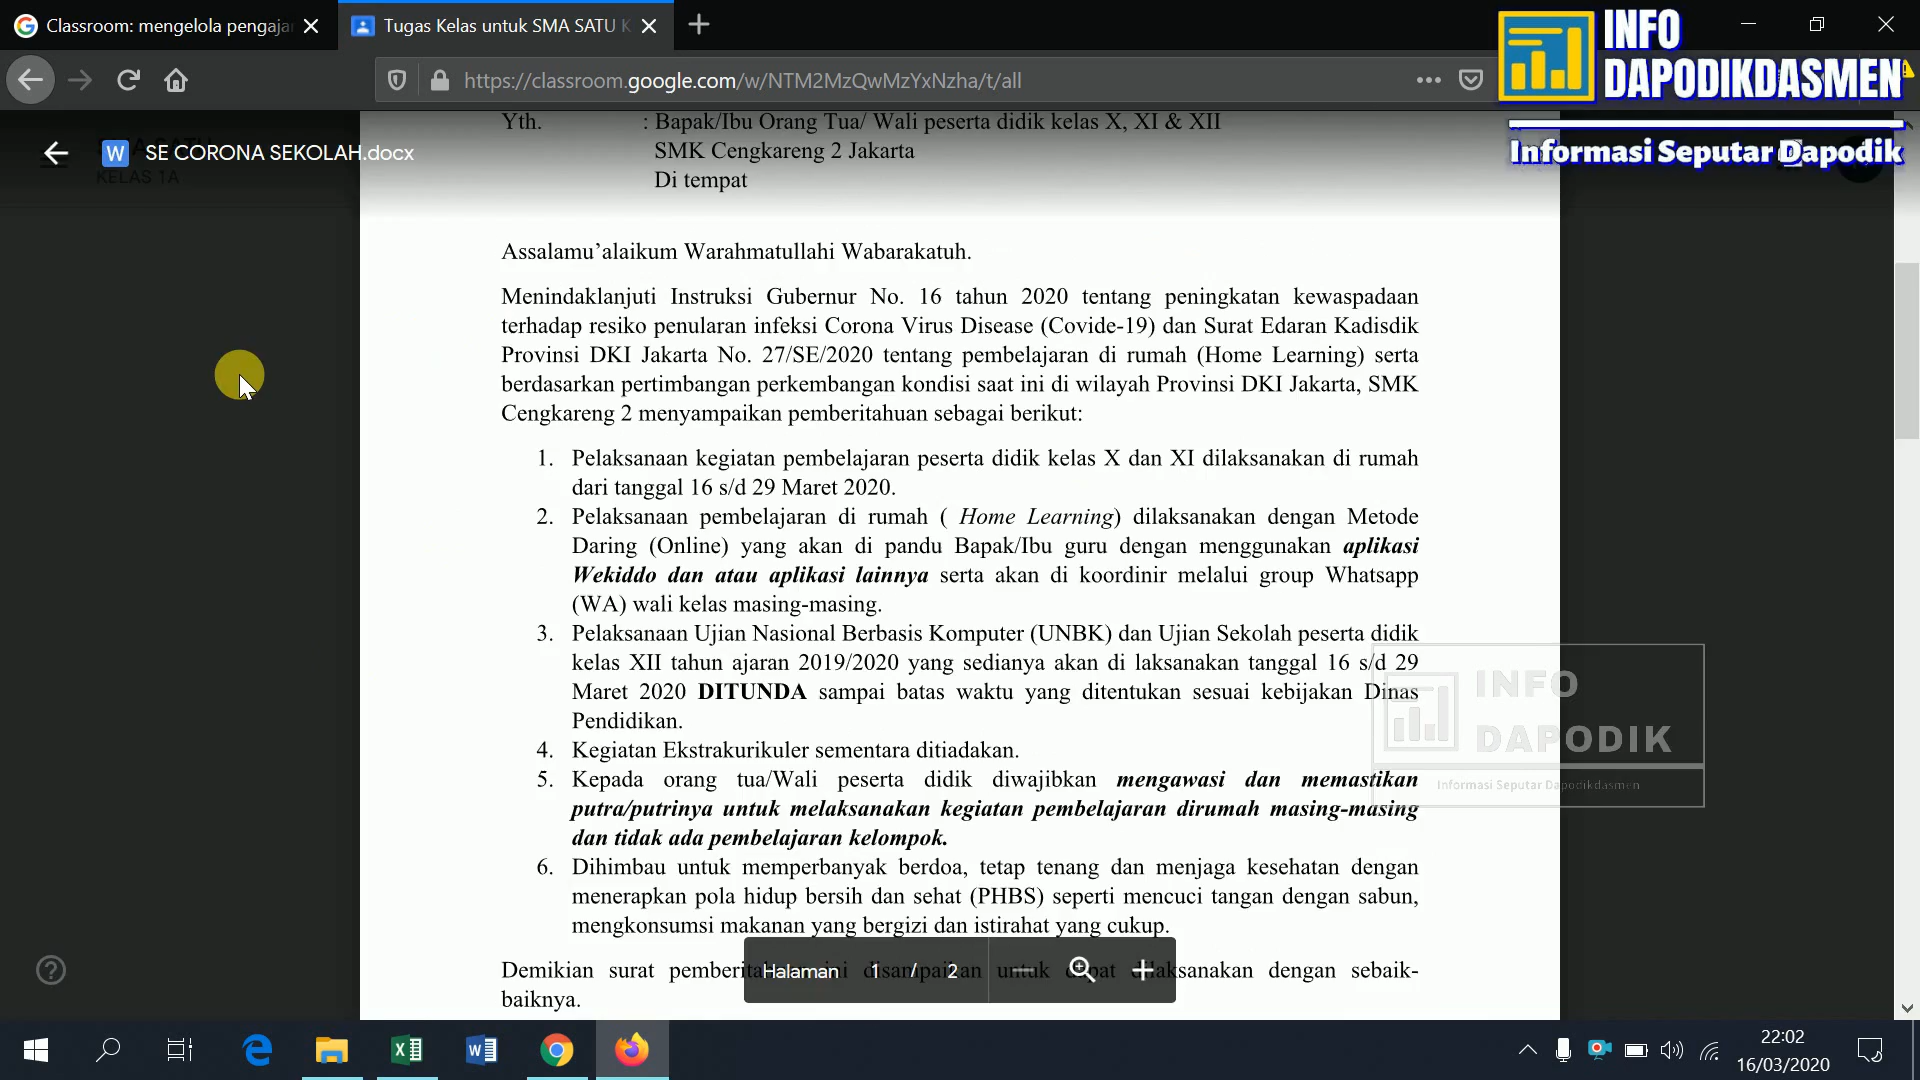 Classroom: mengelola pengaja
Tugas Kelas untuk SMA SATU K
INFO
DAPODIKDASMEN
Informasi Seputar Dapodik
https://classroom.google.com/w/NTM2MzQwMzYxNzha/t/all
W SE CORONA SEKOLAH.docx
KELAS 1A
Yth. : Bapak/Ibu Orang Tua/ Wali peserta didik kelas X, XI & XII
SMK Cengkareng 2 Jakarta
Di tempat
Assalamu’alaikum Warahmatullahi Wabarakatuh.
Menindaklanjuti Instruksi Gubernur No. 16 tahun 2020 tentang peningkatan kewaspadaan
terhadap resiko penularan infeksi Corona Virus Disease (Covide-19) dan Surat Edaran Kadisdik
Provinsi DKI Jakarta No. 27/SE/2020 tentang pembelajaran di rumah (Home Learning) serta
berdasarkan pertimbangan perkembangan kondisi saat ini di wilayah Provinsi DKI Jakarta, SMK
Cengkareng 2 menyampaikan pemberitahuan sebagai berikut:
1. Pelaksanaan kegiatan pembelajaran peserta didik kelas X dan XI dilaksanakan di rumah
dari tanggal 16 s/d 29 Maret 2020.
2. Pelaksanaan pembelajaran di rumah ( Home Learning) dilaksanakan dengan Metode
Daring (Online) yang akan di pandu Bapak/Ibu guru dengan menggunakan aplikasi
Wekiddo dan atau aplikasi lainnya serta akan di koordinir melalui group Whatsapp
(WA) wali kelas masing-masing.
3. Pelaksanaan Ujian Nasional Berbasis Komputer (UNBK) dan Ujian Sekolah peserta didik
kelas XII tahun ajaran 2019/2020 yang sedianya akan di laksanakan tanggal 16 s/d 29
Maret 2020 DITUNDA sampai batas waktu yang ditentukan sesuai kebijakan Dinas
Pendidikan.
4. Kegiatan Ekstrakurikuler sementara ditiadakan.
5. Kepada orang tua/Wali peserta didik diwajibkan mengawasi dan memastikan
putra/putrinya untuk melaksanakan kegiatan pembelajaran dirumah masing-masing
dan tidak ada pembelajaran kelompok.
6. Dihimbau untuk memperbanyak berdoa, tetap tenang dan menjaga kesehatan dengan
menerapkan pola hidup bersih dan sehat (PHBS) seperti mencuci tangan dengan sabun,
mengkonsumsi makanan yang bergizi dan istirahat yang cukup.
INFO
DAPODIK
Informasi Seputar Dapodikdasmen
Demikian surat ini disampaikan untuk dapat dengan sebaik-
baiknya.
Halaman 1 / 2
22:02
16/03/2020